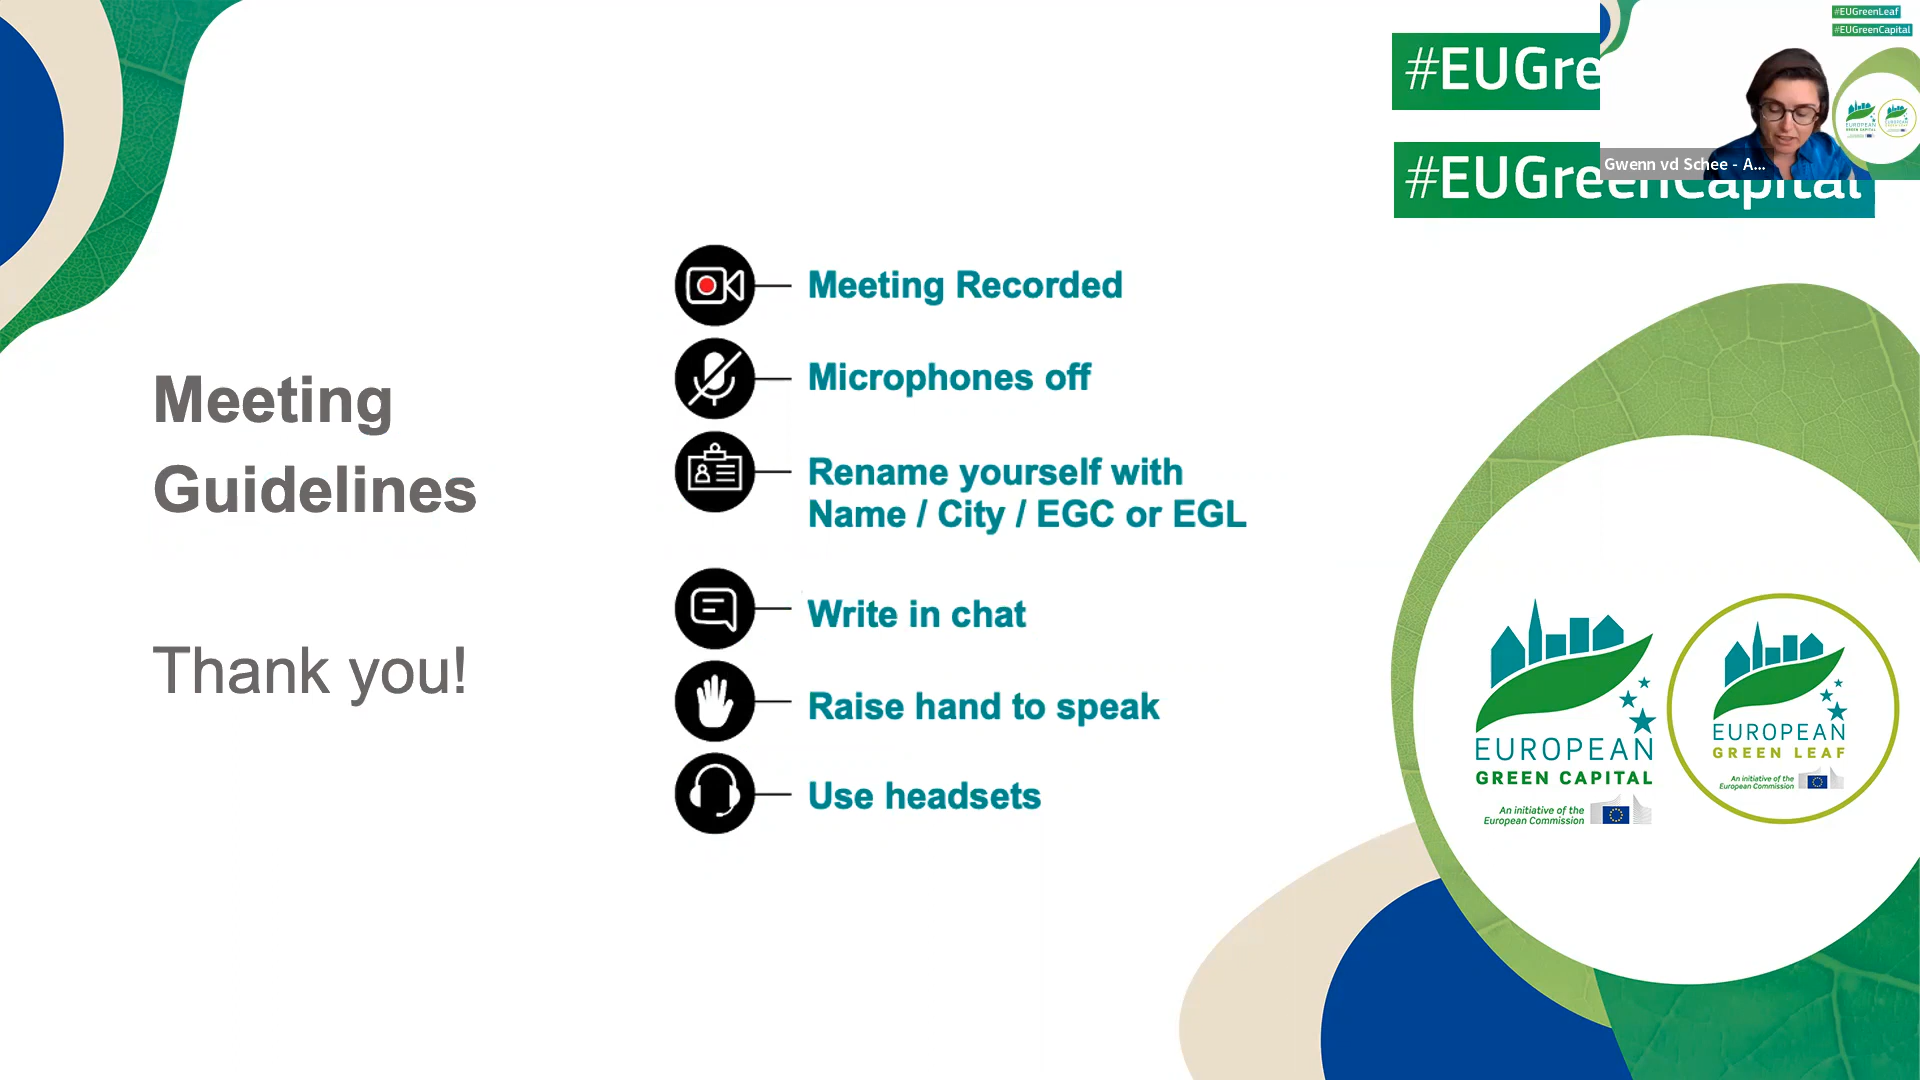 Meeting
Guidelines
Thank you!
Meeting Recorded
Microphones off
Rename yourself with
Name / City / EGC or EGL
Write in chat
Raise hand to speak
Use headsets
#EUGre
#EUGreenCapital
#EUGreenLeaf
#EUGreenCapital
Gwenn vd Schee - A...
EUROPEAN
GREEN CAPITAL
An initiative of the
European Commission
EUROPEAN
GREEN LEAF
An initiative of the
European Commission